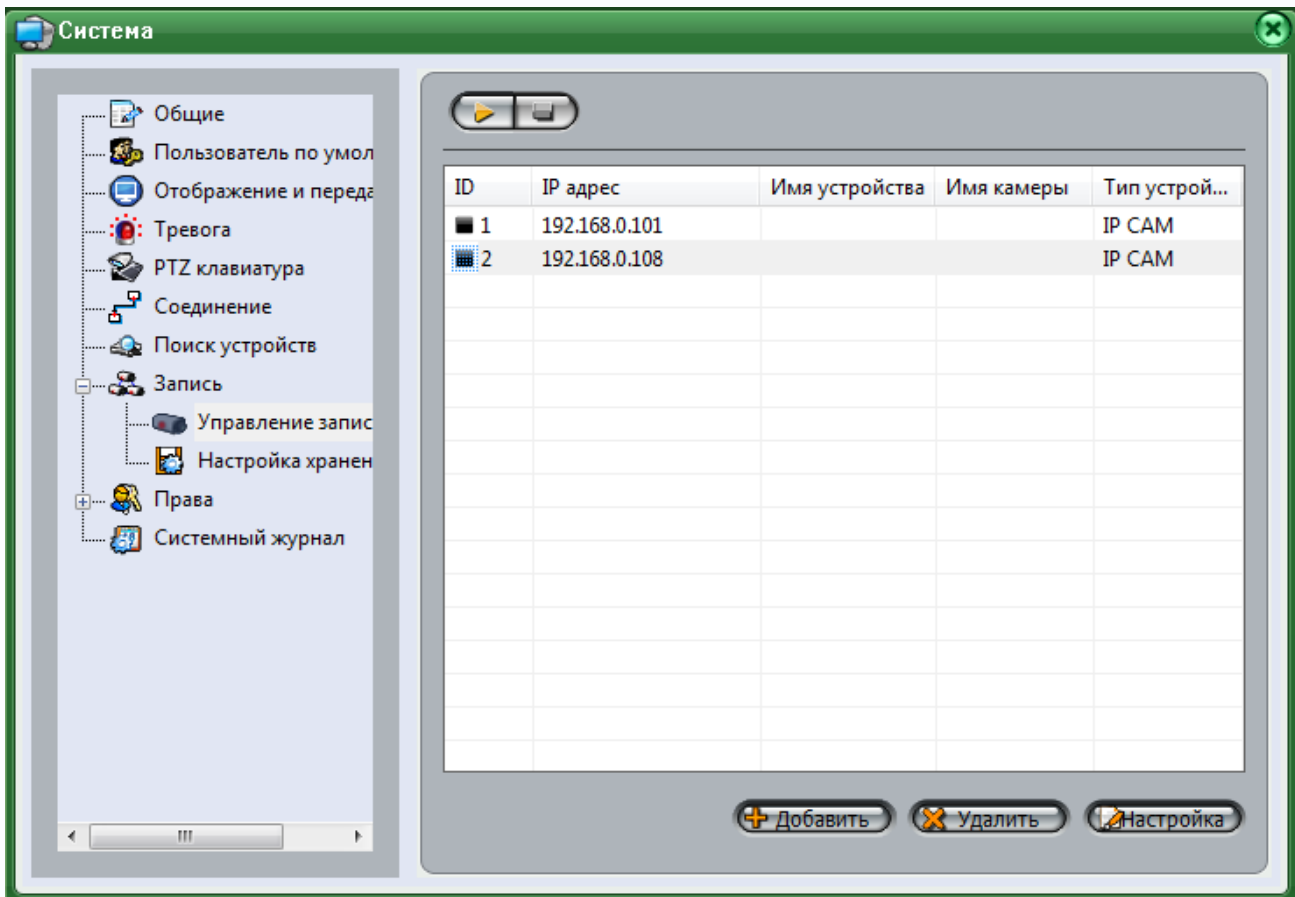 Система
Общие
Пользователь по умол
Отображение и переда
Тревога
PTZ клавиатура
Соединение
Поиск устройств
Запись
Управление запис
Настройка хранен
Права
Системный журнал
ID IP адрес Имя устройства Имя камеры Тип устрой...
1 192.168.0.101 IP CAM
2 192.168.0.108 IP CAM
Добавить Удалить Настройка